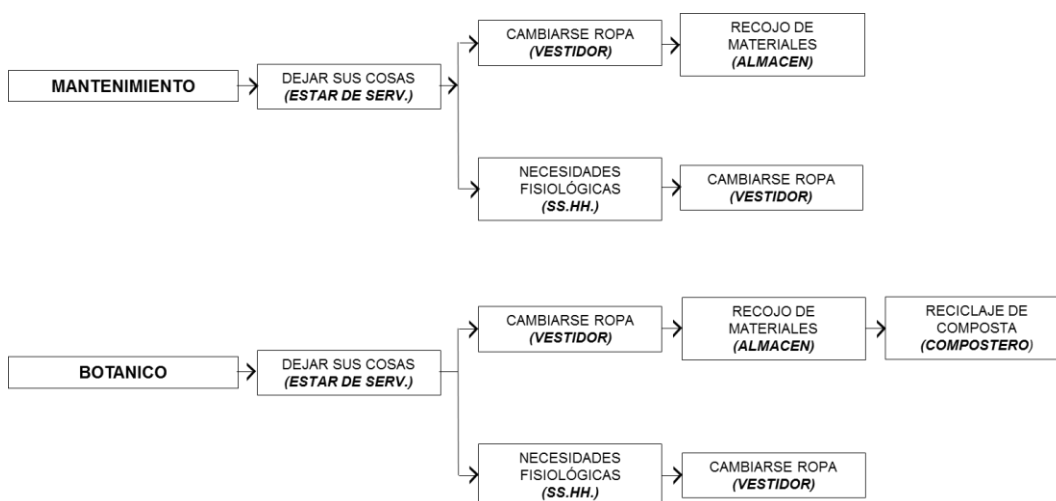 CAMBIARSE ROPA
(VESTIDOR)
RECOJO DE
MATERIALES
(ALMACEN)
MANTENIMIENTO
DEJAR SUS COSAS
(ESTAR DE SERV.)
NECESIDADES
FISIOLÓGICAS
(SS.HH.)
CAMBIARSE ROPA
(VESTIDOR)
CAMBIARSE ROPA
(VESTIDOR)
RECOJO DE
MATERIALES
(ALMACEN)
RECICLAJE DE
COMPOSTA
(COMPOSTERO)
BOTANICO
DEJAR SUS COSAS
(ESTAR DE SERV.)
NECESIDADES
FISIOLÓGICAS
(SS.HH.)
CAMBIARSE ROPA
(VESTIDOR)